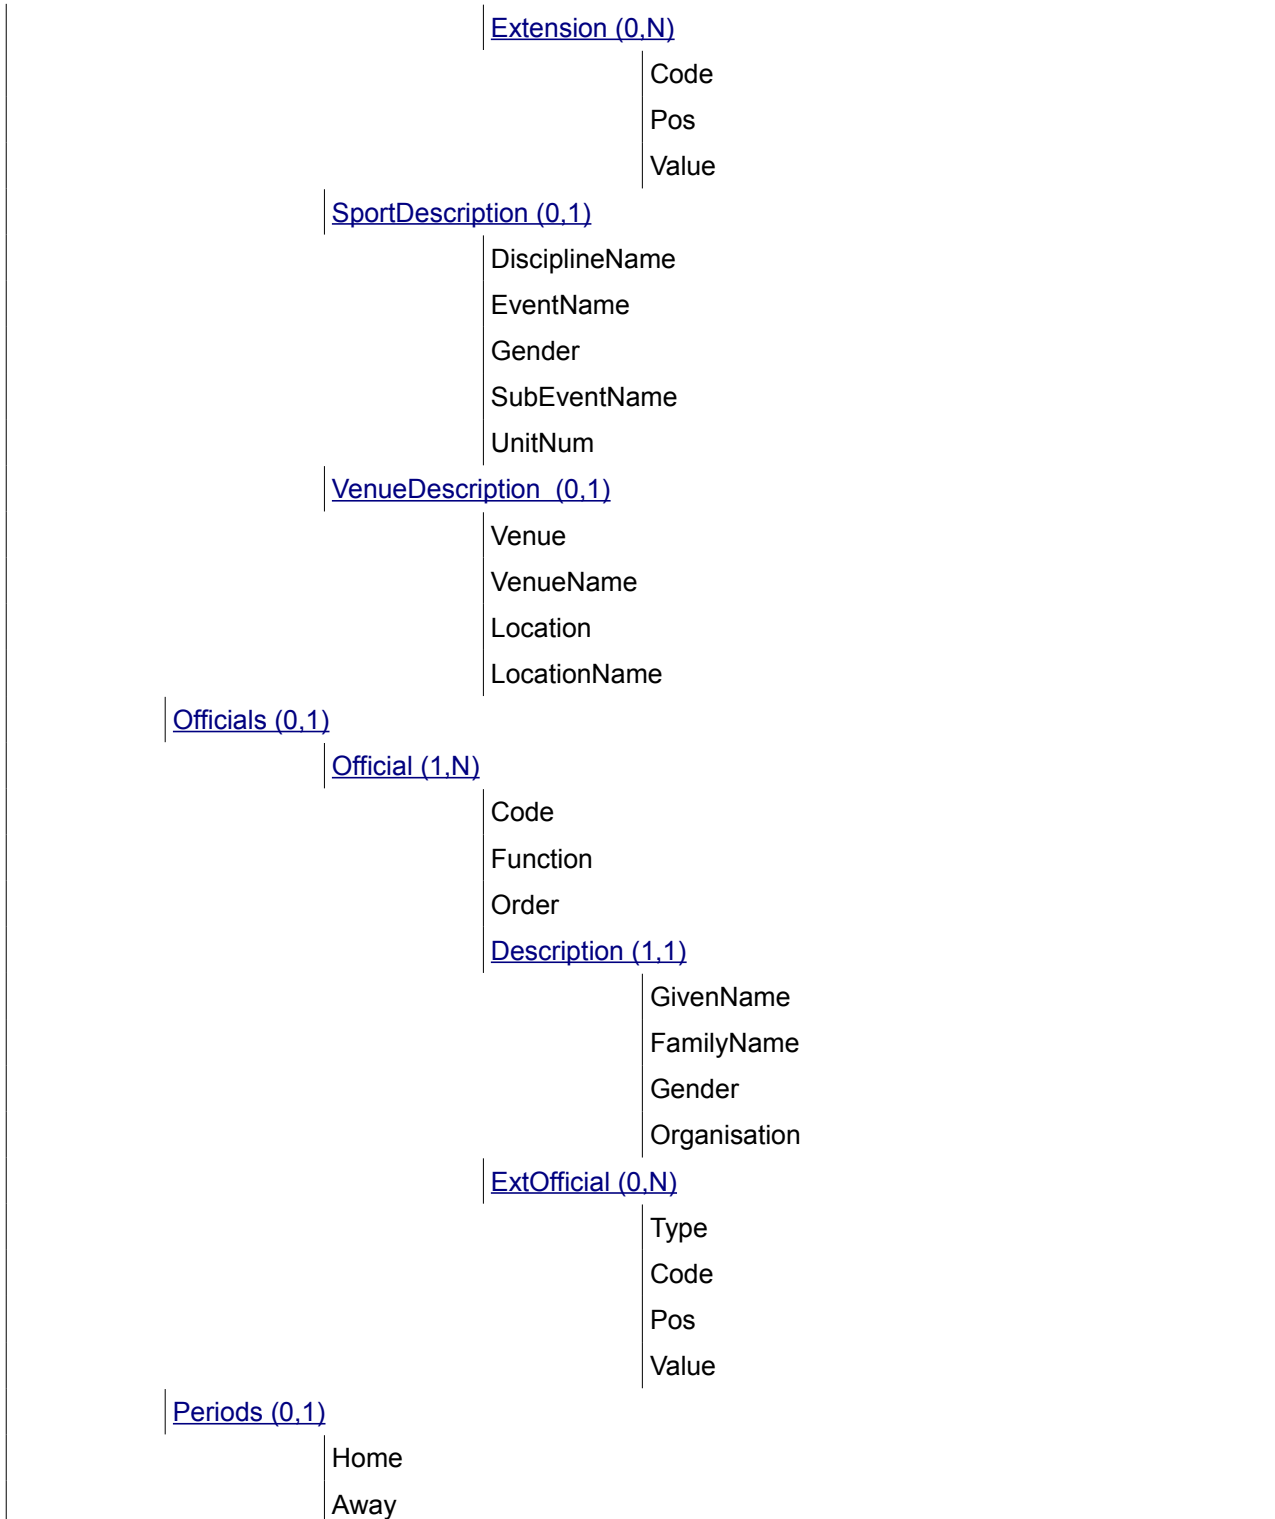 Extension (0,N)
Code
Pos
Value
SportDescription (0,1)
DisciplineName
EventName
Gender
SubEventName
UnitNum
VenueDescription  (0,1)
Venue
VenueName
Location
LocationName
Officials (0,1)
Official (1,N)
Code
Function
Order
Description (1,1)
GivenName
FamilyName
Gender
Organisation
ExtOfficial (0,N)
Type
Code
Pos
Value
Periods (0,1)
Home
Away